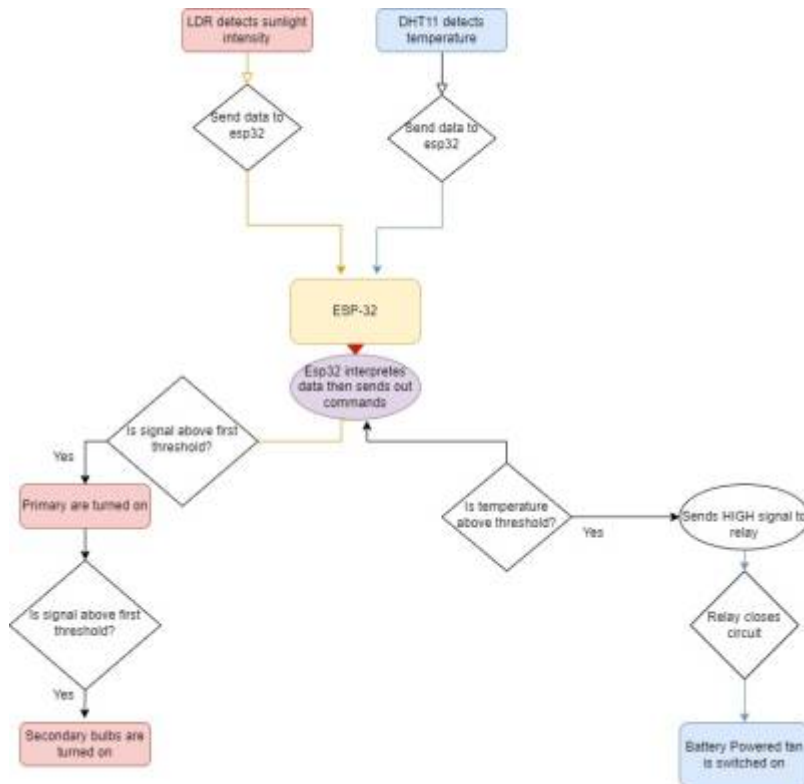 LDR detects sunlight
intensity
DHT11 detects
temperature
Send data to
esp32
Send data to
esp32
ESP-32
Esp32 interpretes
data then sends out
commands
Is signal above first
threshold?
Yes
Primary are turned on
Is temperature
above threshold?
Yes
Sends HIGH signal to
relay
Is signal above first
threshold?
Relay closes
circuit
Yes
Secondary bulbs are
turned on
Battery Powered fan
is switched on